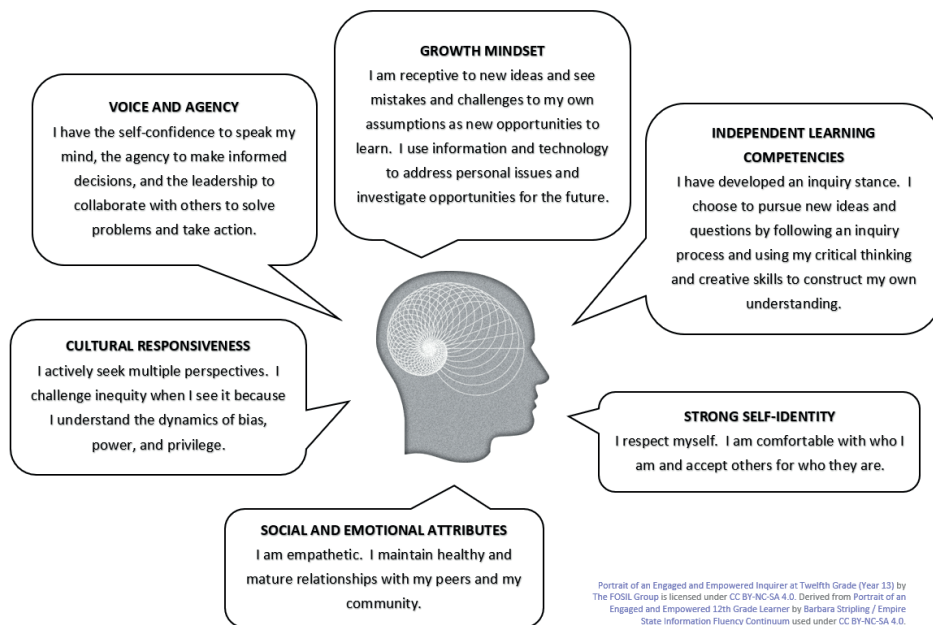 GROWTH MINDSET
I am receptive to new ideas and see
mistakes and challenges to my own
assumptions as new opportunities to
learn.  I use information and technology
to address personal issues and
investigate opportunities for the future.
VOICE AND AGENCY
I have the self-confidence to speak my
mind, the agency to make informed
decisions, and the leadership to
collaborate with others to solve
problems and take action.
INDEPENDENT LEARNING
COMPETENCIES
I have developed an inquiry stance.  I
choose to pursue new ideas and
questions by following an inquiry
process and using my critical thinking
and creative skills to construct my own
understanding.
CULTURAL RESPONSIVENESS
I actively seek multiple perspectives.  I
challenge inequity when I see it because
I understand the dynamics of bias,
power, and privilege.
STRONG SELF-IDENTITY
I respect myself.  I am comfortable with who I
am and accept others for who they are.
SOCIAL AND EMOTIONAL ATTRIBUTES
I am empathetic.  I maintain healthy and
mature relationships with my peers and my
community.
Portrait of an Engaged and Empowered Inquirer at Twelfth Grade (Year 13) by
The FOSIL Group is licensed under CC BY-NC-SA 4.0. Derived from Portrait of an
Engaged and Empowered 12th Grade Learner by Barbara Stripling / Empire
State Information Fluency Continuum used under CC BY-NC-SA 4.0.